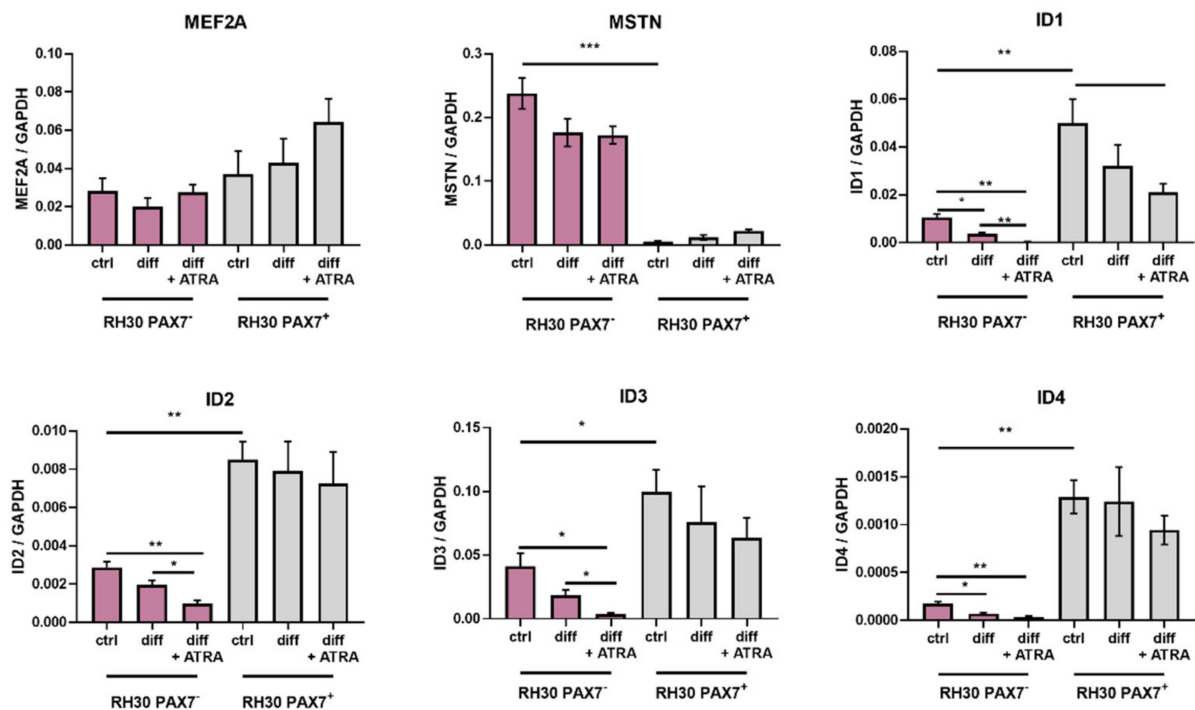 MEF2A
MEF2A / GAPDH
0.10
0.08
0.06
0.04
0.02
0.00
ctrl diff diff + ATRA ctrl diff diff + ATRA
RH30 PAX7⁻ RH30 PAX7⁺
MSTN
MSTN / GAPDH
0.3
0.2
0.1
0.0
***
ctrl diff diff + ATRA ctrl diff diff + ATRA
RH30 PAX7⁻ RH30 PAX7⁺
ID1
ID1 / GAPDH
0.08
0.06
0.04
0.02
0.00
**
**
*
**
ctrl diff diff + ATRA ctrl diff diff + ATRA
RH30 PAX7⁻ RH30 PAX7⁺
ID2
ID2 / GAPDH
0.010
0.008
0.006
0.004
0.002
0.000
**
**
*
ctrl diff diff + ATRA ctrl diff diff + ATRA
RH30 PAX7⁻ RH30 PAX7⁺
ID3
ID3 / GAPDH
0.15
0.10
0.05
0.00
*
*
*
ctrl diff diff + ATRA ctrl diff diff + ATRA
RH30 PAX7⁻ RH30 PAX7⁺
ID4
ID4 / GAPDH
0.0020
0.0015
0.0010
0.0005
0.0000
**
**
*
ctrl diff diff + ATRA ctrl diff diff + ATRA
RH30 PAX7⁻ RH30 PAX7⁺